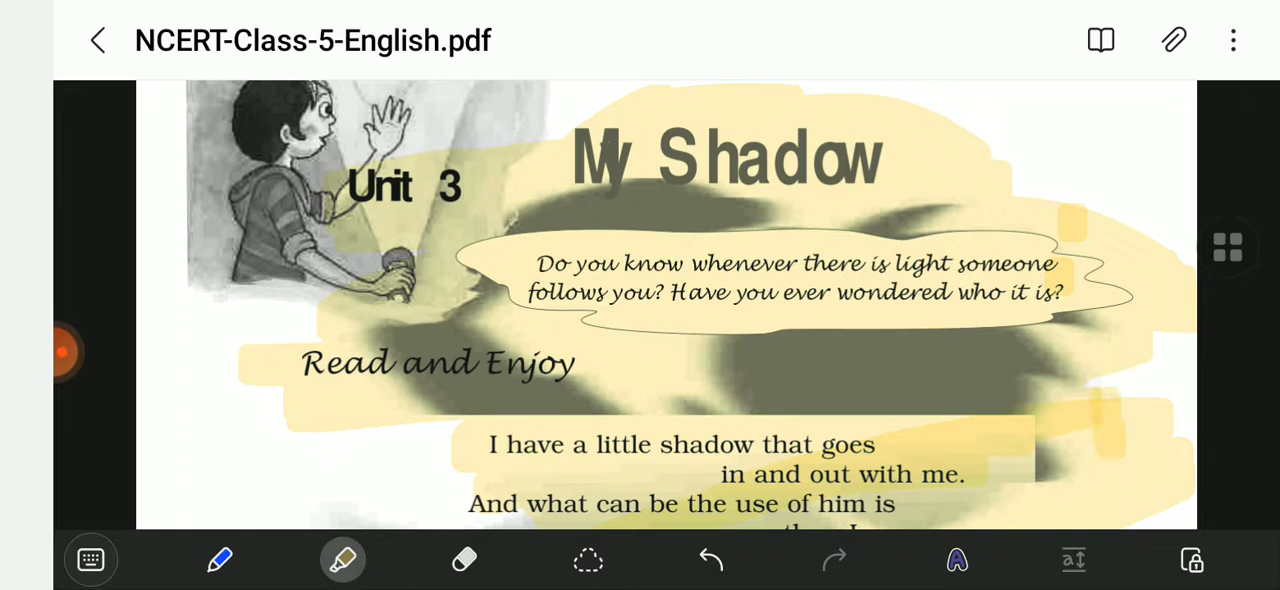 NCERT-Class-5-English.pdf
Unit 3
My Shadow
Do you know whenever there is light someone
follows you? Have you ever wondered who it is?
Read and Enjoy
I have a little shadow that goes
in and out with me.
And what can be the use of him is